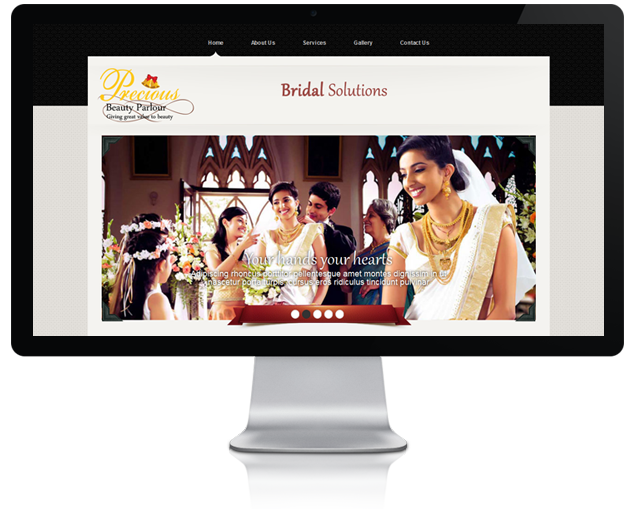 Home About Us Services Gallery Contact Us
Precious
Beauty Parlour
Giving great value to beauty
Bridal Solutions
Your hands your hearts
Adipiscing rhoncus porttitor pellentesque amet montes dignissim in ut
nascetur porta turpis, cursus eros ridiculus tincidunt pulvinar